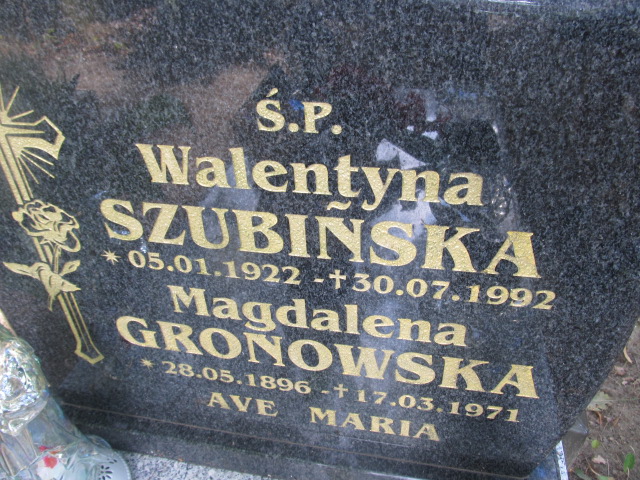 Ś.P.
Walentyna
SZUBIŃSKA
* 05.01.1922 - † 30.07.1992
Magdalena
GRONOWSKA
* 28.05.1896 - † 17.03.1971
AVE MARIA